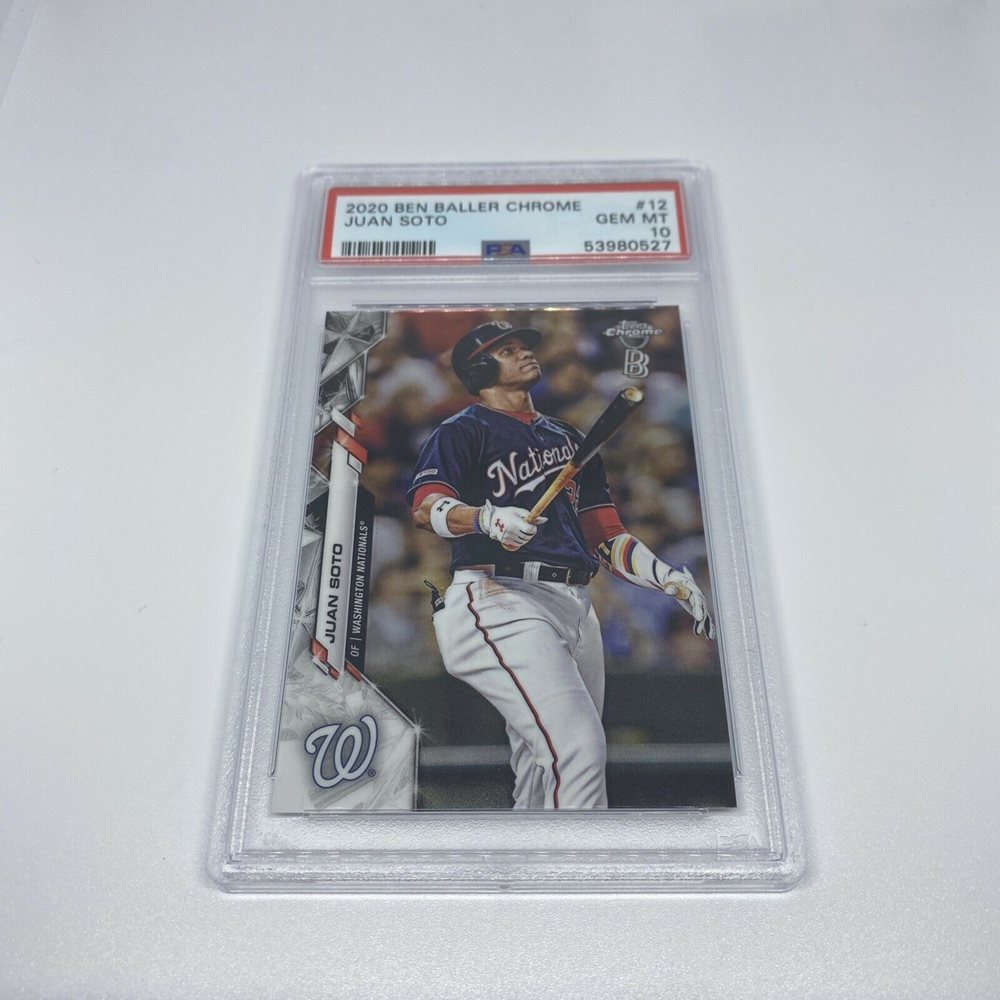 2020 BEN BALLER CHROME #12
JUAN SOTO GEM MT
10
PSA 53980527
Topps
Chrome
B
Nationals
JUAN SOTO
OF | WASHINGTON NATIONALS®
W®